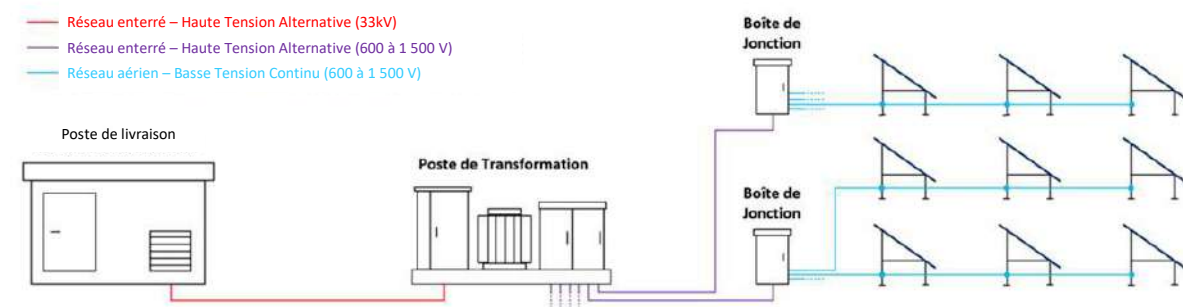 Réseau enterré – Haute Tension Alternative (33kV)
Réseau enterré – Haute Tension Alternative (600 à 1 500 V)
Réseau aérien – Basse Tension Continu (600 à 1 500 V)
Boîte de
Jonction
Poste de livraison
Poste de Transformation
Boîte de
Jonction